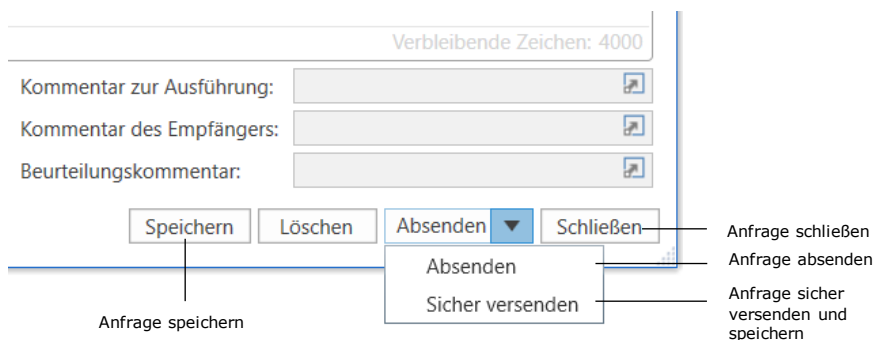 Verbleibende Zeichen: 4000
Kommentar zur Ausführung:
Kommentar des Empfängers:
Beurteilungskommentar:
Speichern Löschen Absenden Schließen
Anfrage schließen
Absenden
Anfrage absenden
Sicher versenden
Anfrage sicher
versenden und
speichern
Anfrage speichern